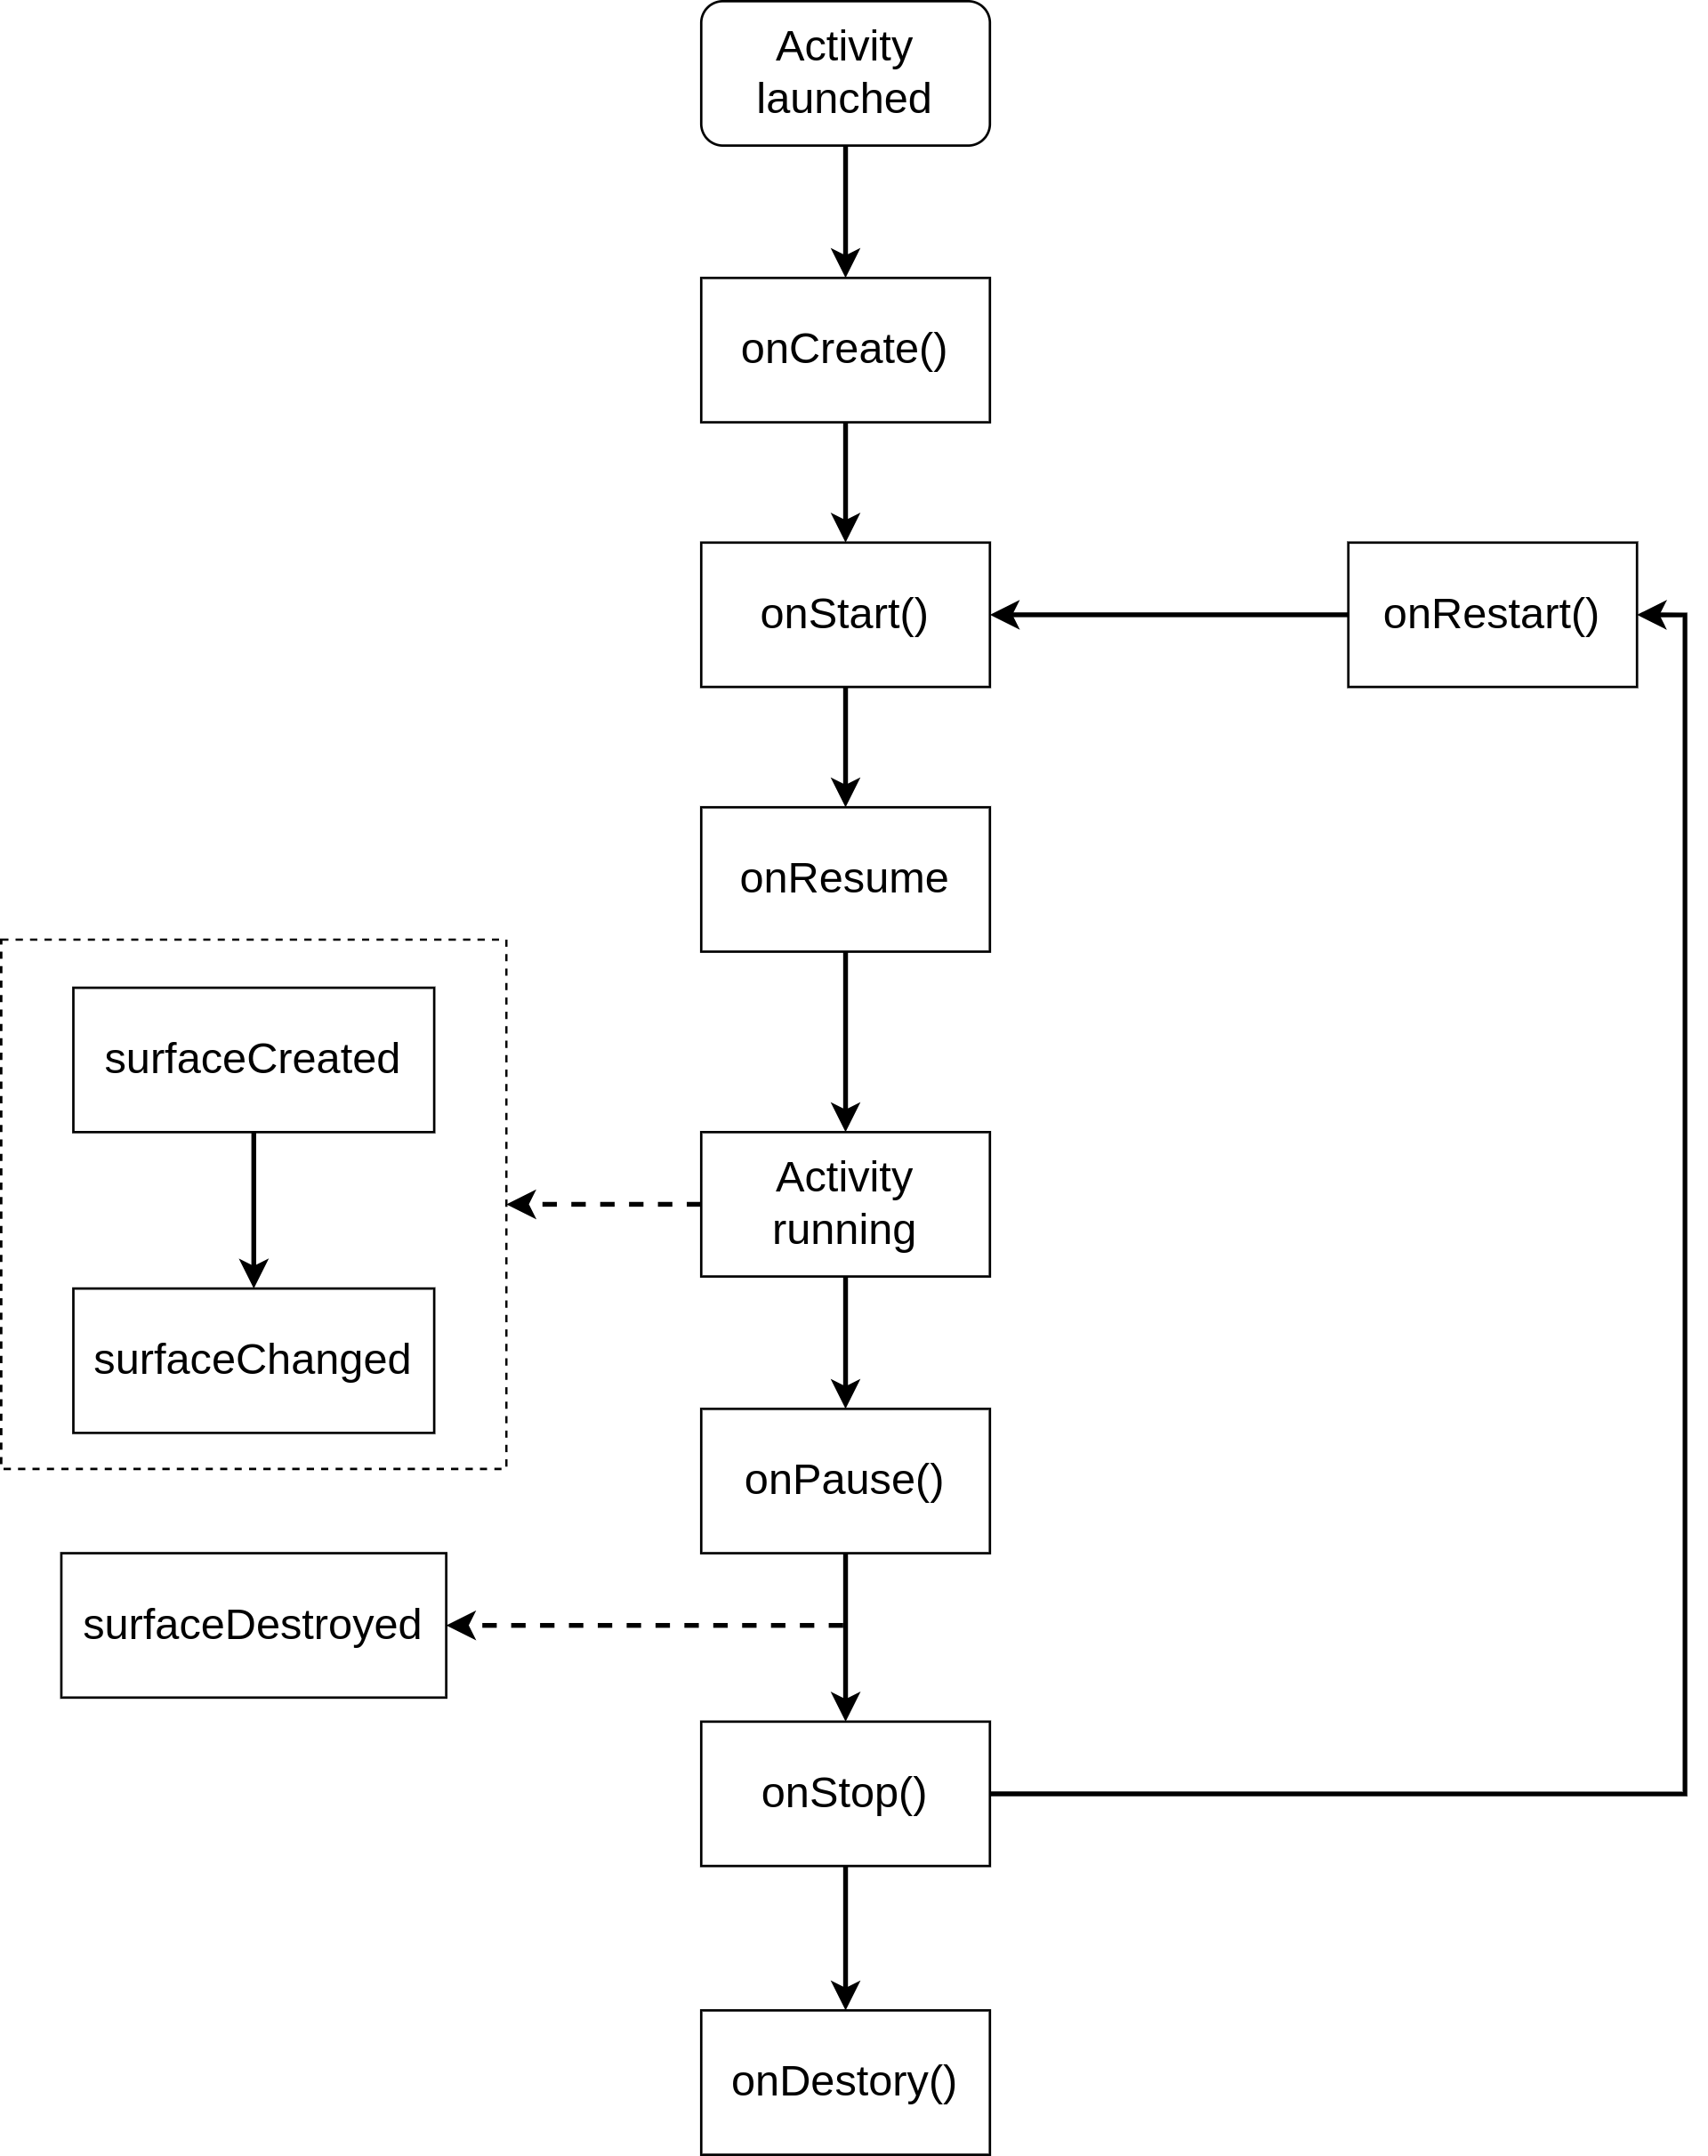 Activity
launched
onCreate()
onStart()
onRestart()
onResume
surfaceCreated
Activity
running
surfaceChanged
onPause()
surfaceDestroyed
onStop()
onDestory()